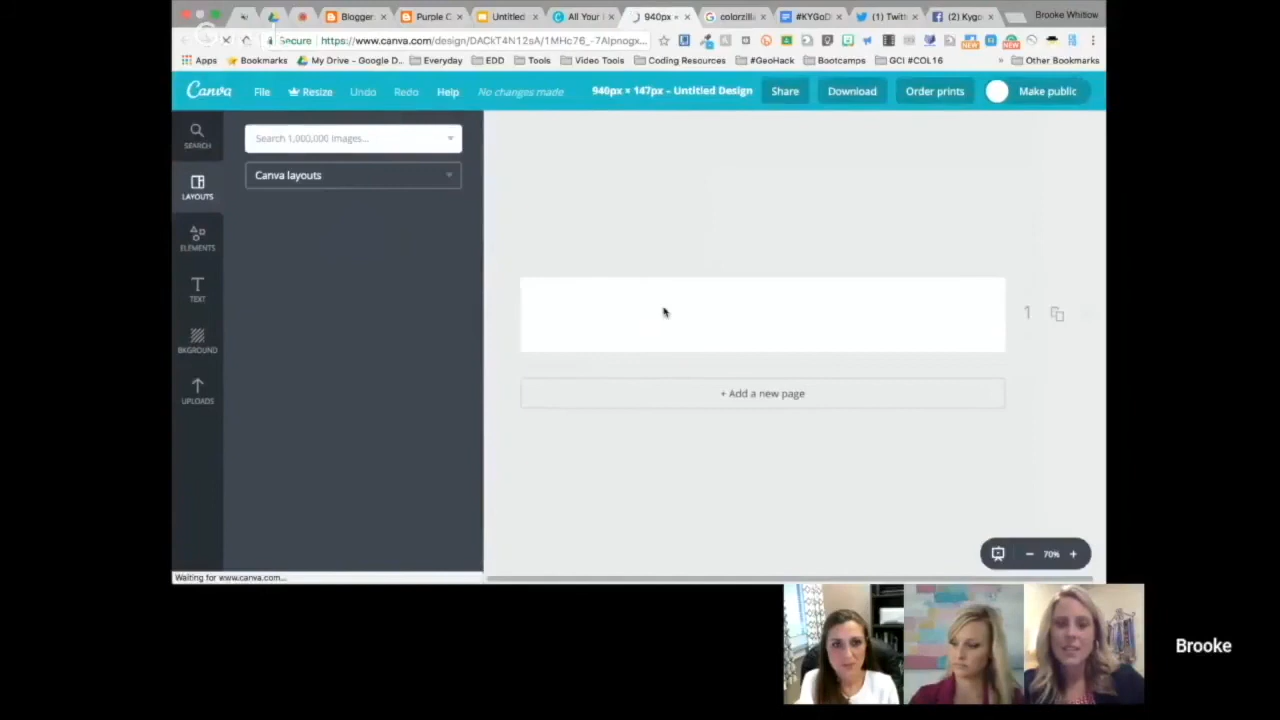 Blogger
Purple C
Untitled
All Your
940px ×
colorzill
#KYGoD
(1) Twitt
(2) Kygo
Brooke Whitlow
Secure https://www.canva.com/design/DACkT4N12sA/1MHc76_-7AIpnogx...
Apps Bookmarks My Drive – Google D... Everyday EDD Tools Video Tools Coding Resources #GeoHack Bootcamps GCI #COL16 » Other Bookmarks
Canva File Resize Undo Redo Help No changes made 940px × 147px – Untitled Design Share Download Order prints Make public
SEARCH
LAYOUTS
ELEMENTS
TEXT
BKGROUND
UPLOADS
Search 1,000,000 images...
Canva layouts
1
+ Add a new page
70%
Waiting for www.canva.com...
Brooke